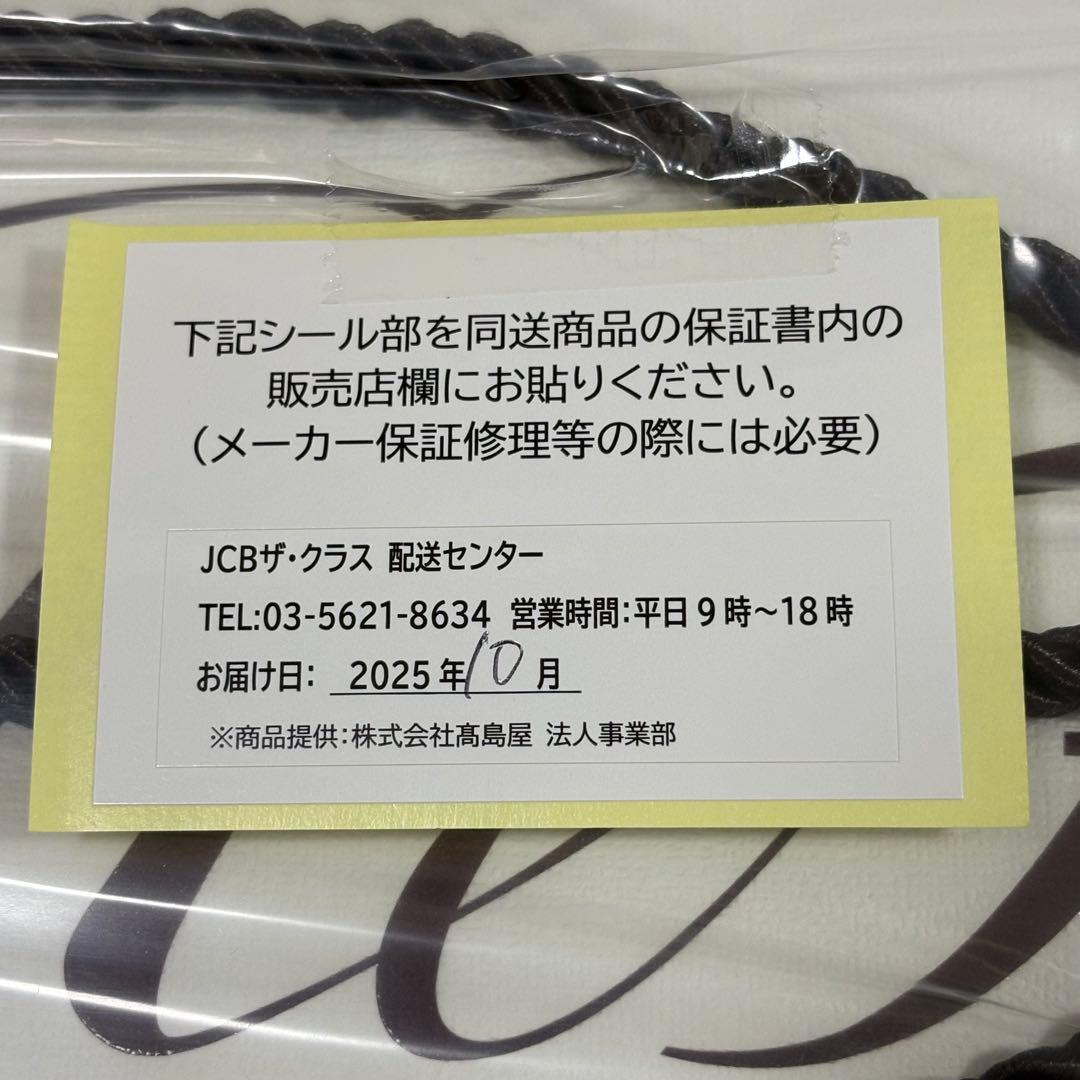 下記シール部を同送商品の保証書内の
販売店欄にお貼りください。
（メーカー保証修理等の際には必要）
JCBザ・クラス 配送センター
TEL:03-5621-8634 営業時間：平日9時～18時
お届け日： 2025年10月
※商品提供：株式会社髙島屋 法人事業部